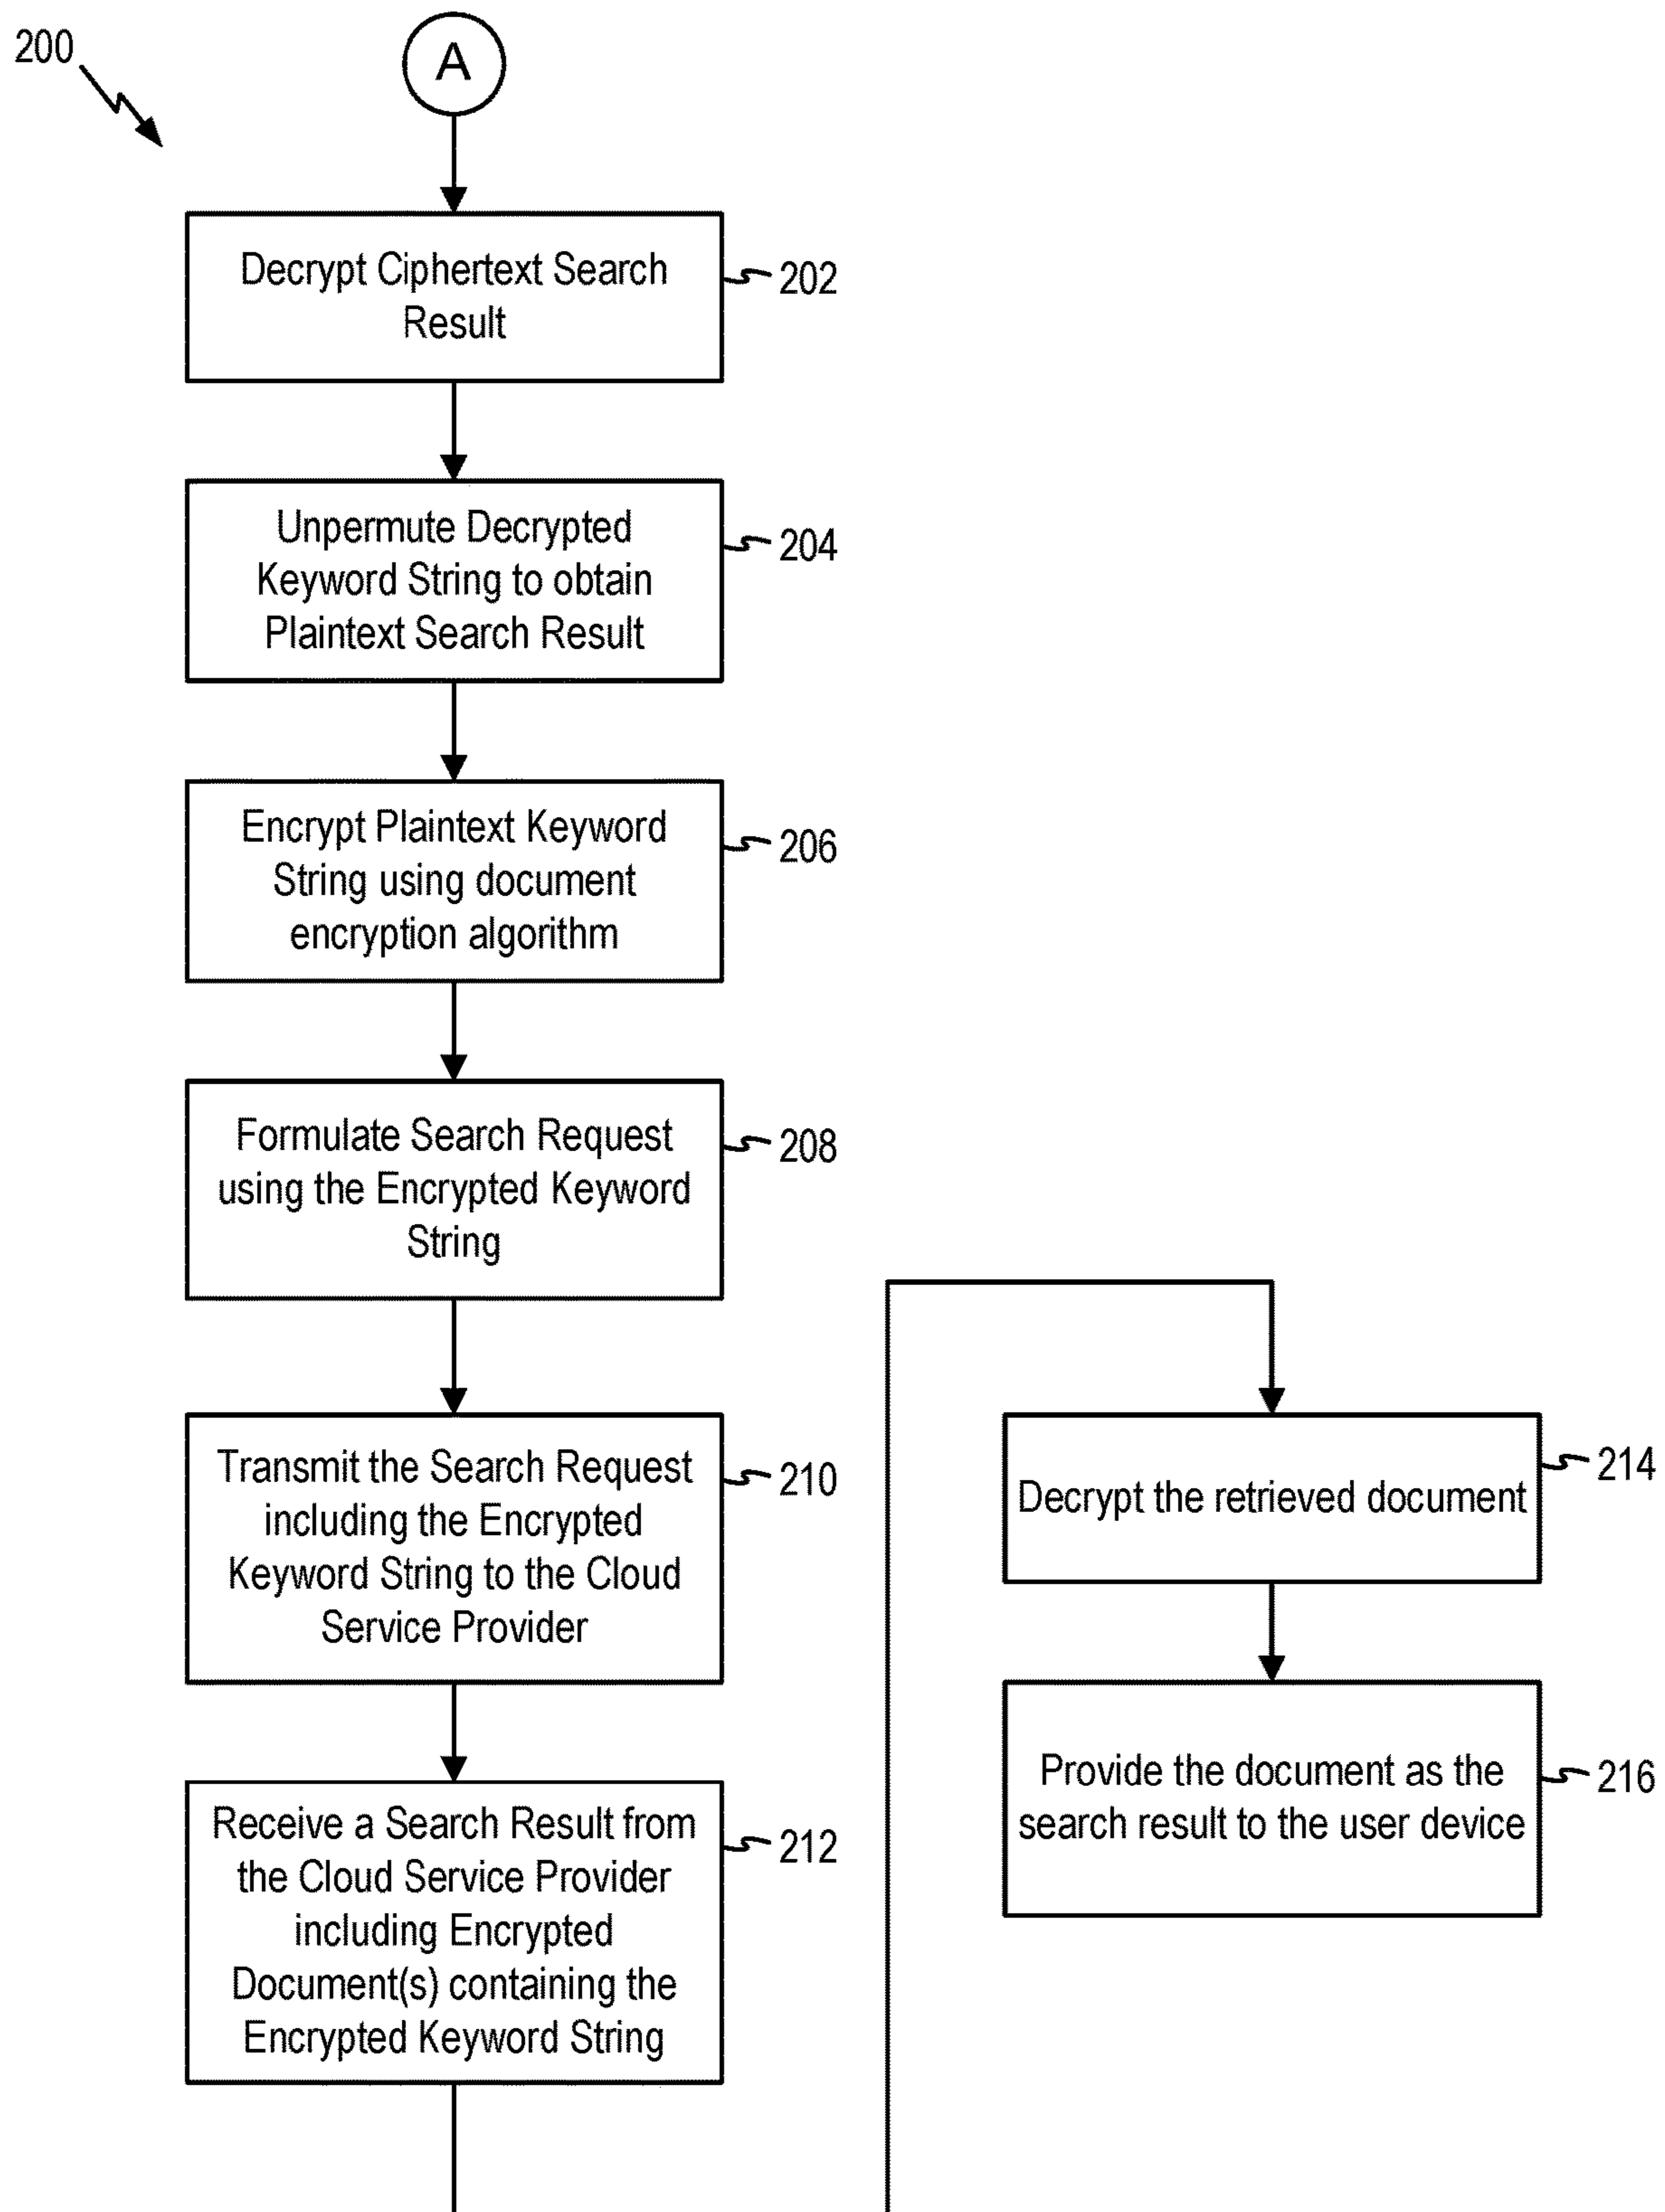 200
A
Decrypt Ciphertext Search
Result
202
Unpermute Decrypted
Keyword String to obtain
Plaintext Search Result
204
Encrypt Plaintext Keyword
String using document
encryption algorithm
206
Formulate Search Request
using the Encrypted Keyword
String
208
Transmit the Search Request
including the Encrypted
Keyword String to the Cloud
Service Provider
210
Receive a Search Result from
the Cloud Service Provider
including Encrypted
Document(s) containing the
Encrypted Keyword String
212
Decrypt the retrieved document
214
Provide the document as the
search result to the user device
216